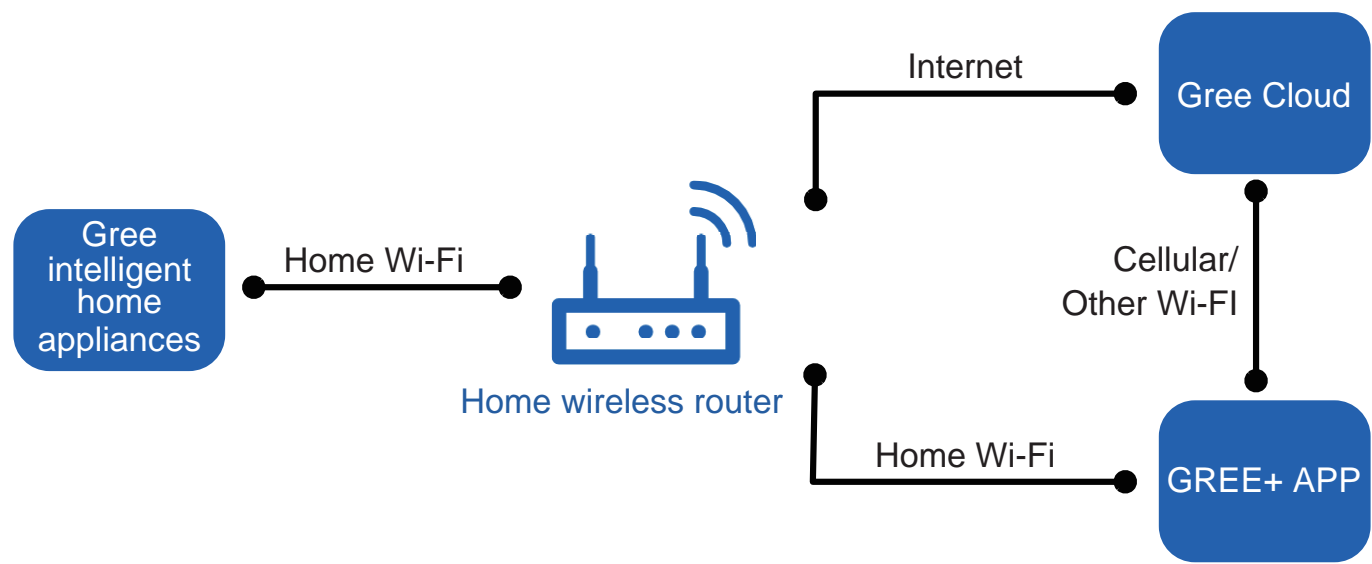 Internet
Gree Cloud
Gree
intelligent
home
appliances
Home Wi-Fi
Cellular/
Other Wi-FI
Home wireless router
Home Wi-Fi
GREE+ APP